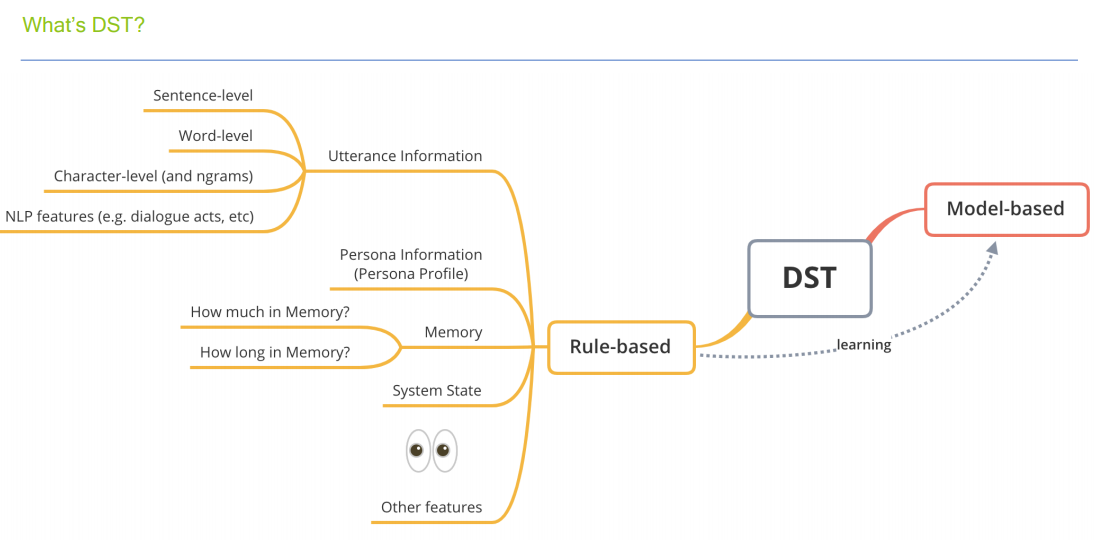 What's DST?
Sentence-level
Word-level
Character-level (and ngrams)
NLP features (e.g. dialogue acts, etc)
Utterance Information
Persona Information
(Persona Profile)
How much in Memory?
How long in Memory?
Memory
System State
Other features
Rule-based
DST
Model-based
learning